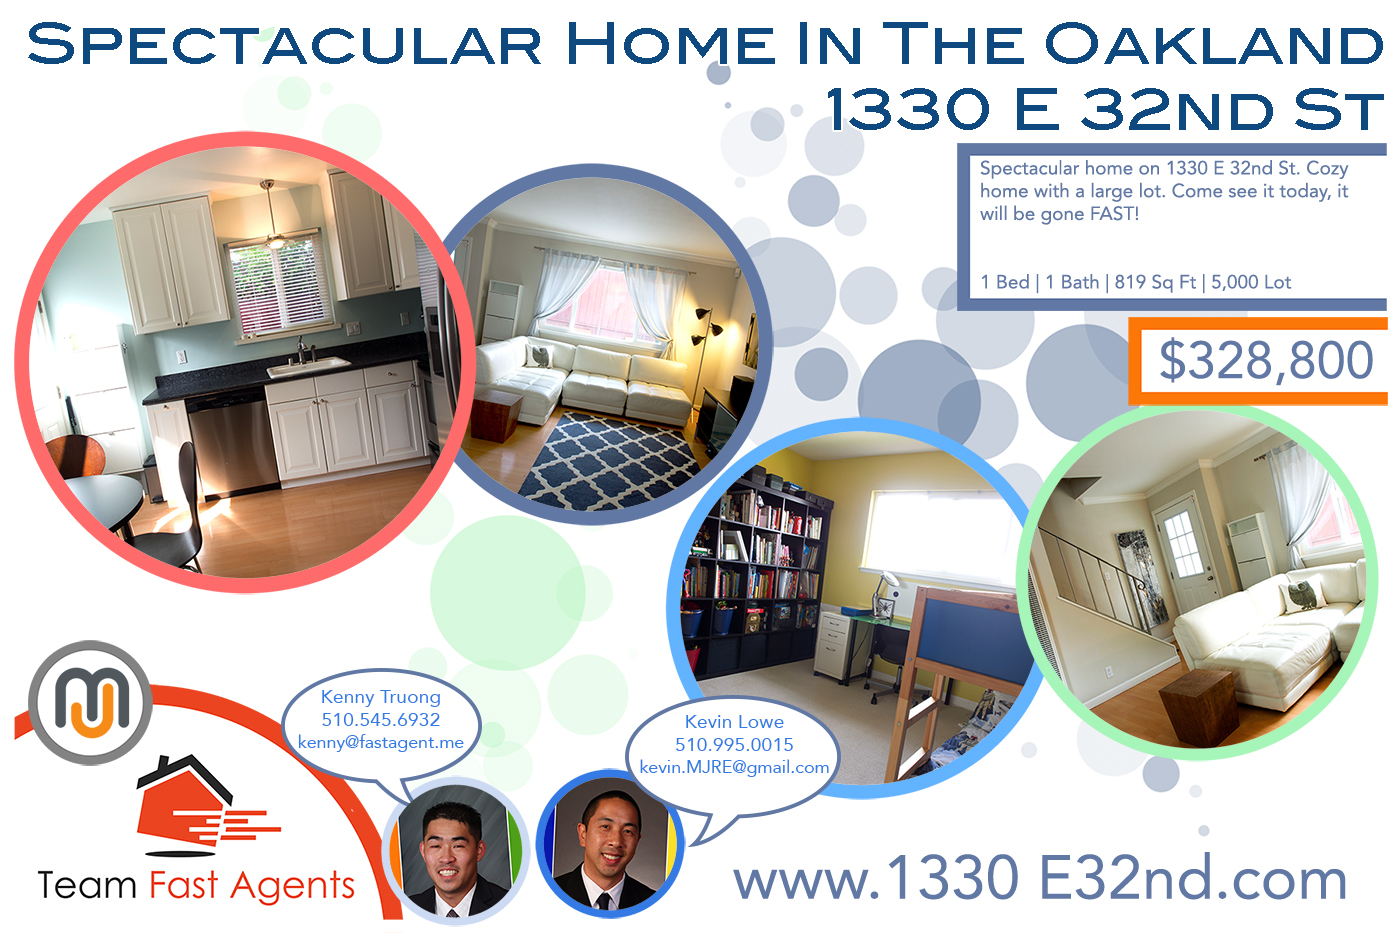 Spectacular Home In The Oakland
1330 E 32nd St
Spectacular home on 1330 E 32nd St. Cozy
home with a large lot. Come see it today, it
will be gone FAST!
1 Bed | 1 Bath | 819 Sq Ft | 5,000 Lot
$328,800
Kenny Truong
510.545.6932
kenny@fastagent.me
Kevin Lowe
510.995.0015
kevin.MJRE@gmail.com
Team Fast Agents
www.1330 E32nd.com